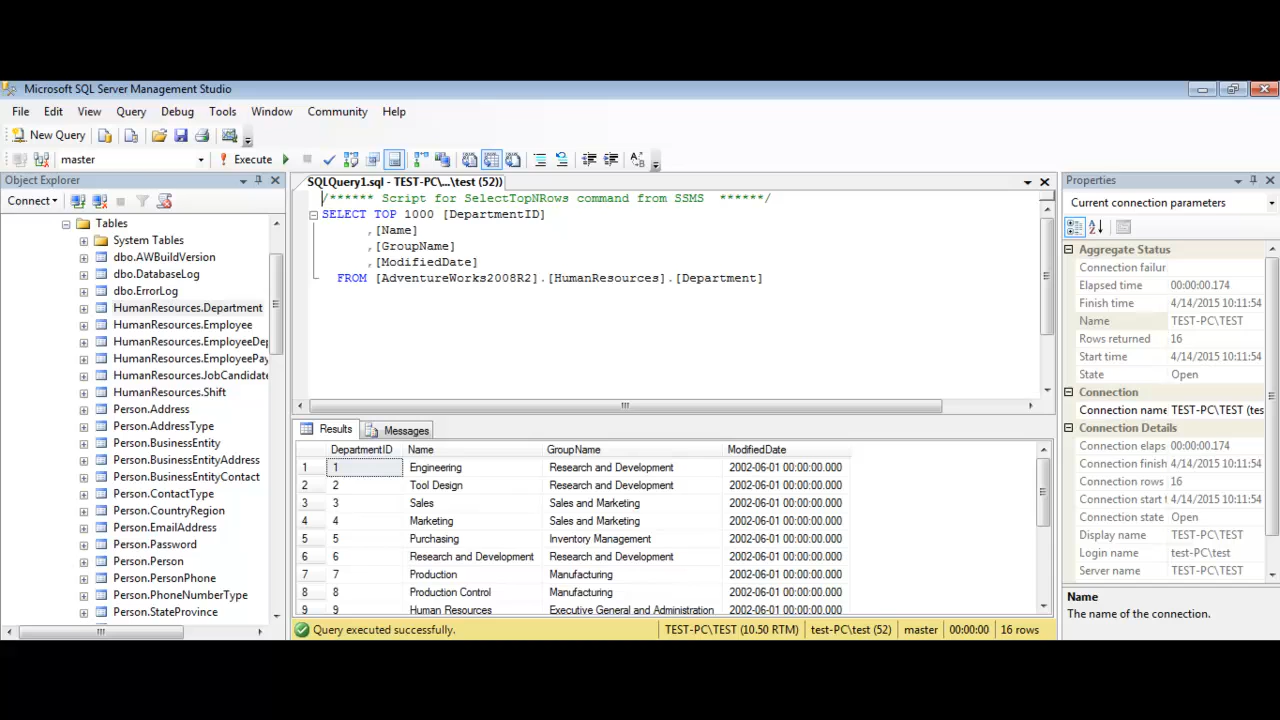 Microsoft SQL Server Management Studio
File Edit View Query Debug Tools Window Community Help
New Query
master Execute
Object Explorer
Connect
Tables
System Tables
dbo.AWBuildVersion
dbo.DatabaseLog
dbo.ErrorLog
HumanResources.Department
HumanResources.Employee
HumanResources.EmployeeDep
HumanResources.EmployeePay
HumanResources.JobCandidate
HumanResources.Shift
Person.Address
Person.AddressType
Person.BusinessEntity
Person.BusinessEntityAddress
Person.BusinessEntityContact
Person.ContactType
Person.CountryRegion
Person.EmailAddress
Person.Password
Person.Person
Person.PersonPhone
Person.PhoneNumberType
Person.StateProvince
SQLQuery1.sql - TEST-PC\...\test (52))
/****** Script for SelectTopNRows command from SSMS ******/
SELECT TOP 1000 [DepartmentID]
,[Name]
,[GroupName]
,[ModifiedDate]
FROM [AdventureWorks2008R2].[HumanResources].[Department]
Results Messages
DepartmentID Name GroupName ModifiedDate
1 1 Engineering Research and Development 2002-06-01 00:00:00.000
2 2 Tool Design Research and Development 2002-06-01 00:00:00.000
3 3 Sales Sales and Marketing 2002-06-01 00:00:00.000
4 4 Marketing Sales and Marketing 2002-06-01 00:00:00.000
5 5 Purchasing Inventory Management 2002-06-01 00:00:00.000
6 6 Research and Development Research and Development 2002-06-01 00:00:00.000
7 7 Production Manufacturing 2002-06-01 00:00:00.000
8 8 Production Control Manufacturing 2002-06-01 00:00:00.000
9 9 Human Resources Executive General and Administration 2002-06-01 00:00:00.000
Query executed successfully. TEST-PC\TEST (10.50 RTM) test-PC\test (52) master 00:00:00 16 rows
Properties
Current connection parameters
Aggregate Status
Connection failur
Elapsed time 00:00:00.174
Finish time 4/14/2015 10:11:54
Name TEST-PC\TEST
Rows returned 16
Start time 4/14/2015 10:11:54
State Open
Connection
Connection name TEST-PC\TEST (tes
Connection Details
Connection elaps 00:00:00.174
Connection finish 4/14/2015 10:11:54
Connection rows 16
Connection start t 4/14/2015 10:11:54
Connection state Open
Display name TEST-PC\TEST
Login name test-PC\test
Server name TEST-PC\TEST
Name
The name of the connection.